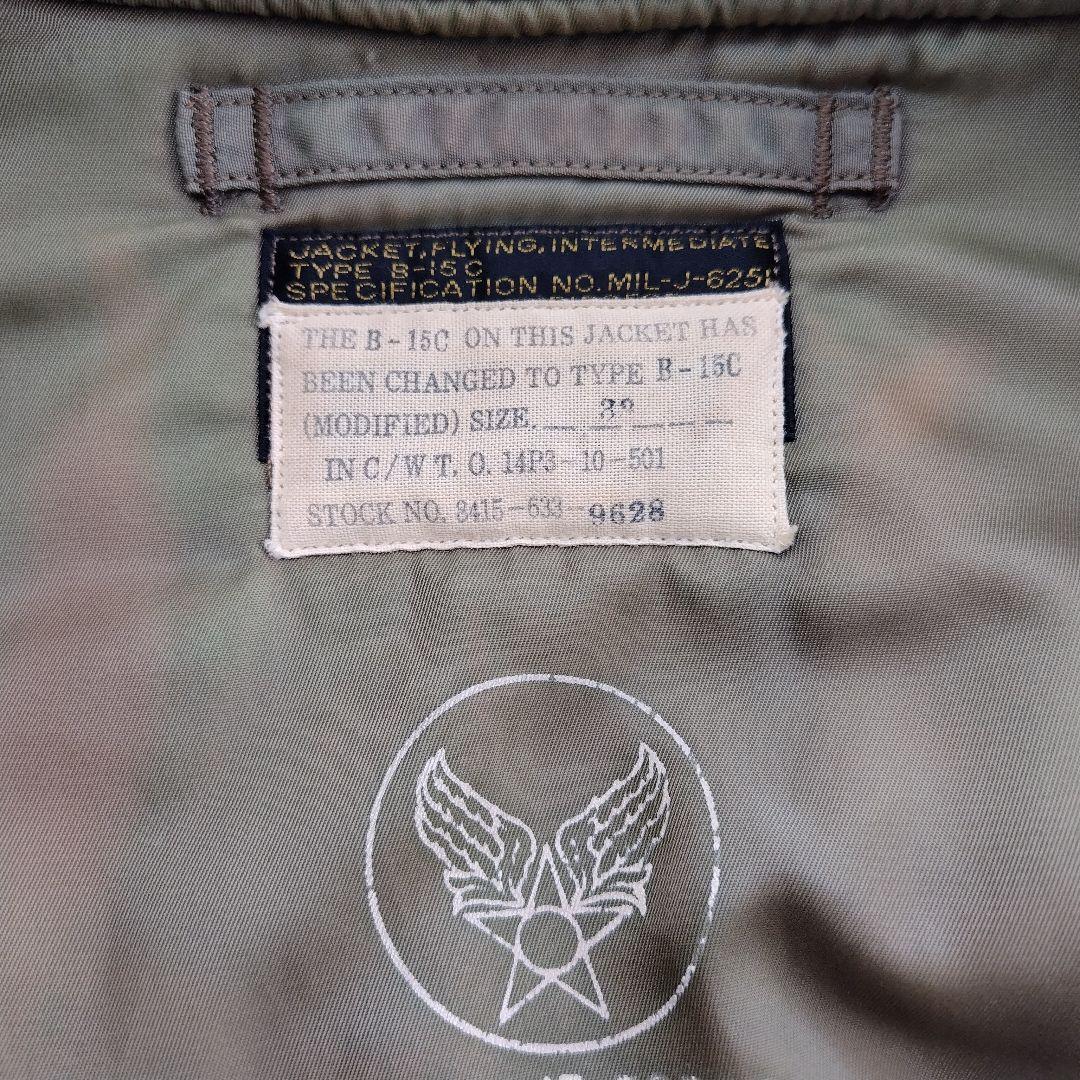 JACKET, FLYING, INTERMEDIATE
TYPE B-15C
SPECIFICATION NO. MIL-J-6251
THE B-15C ON THIS JACKET HAS
BEEN CHANGED TO TYPE B-15C
(MODIFIED) SIZE.
IN C/W T. O. 14P3-10-501
STOCK NO. 8415-633 9628